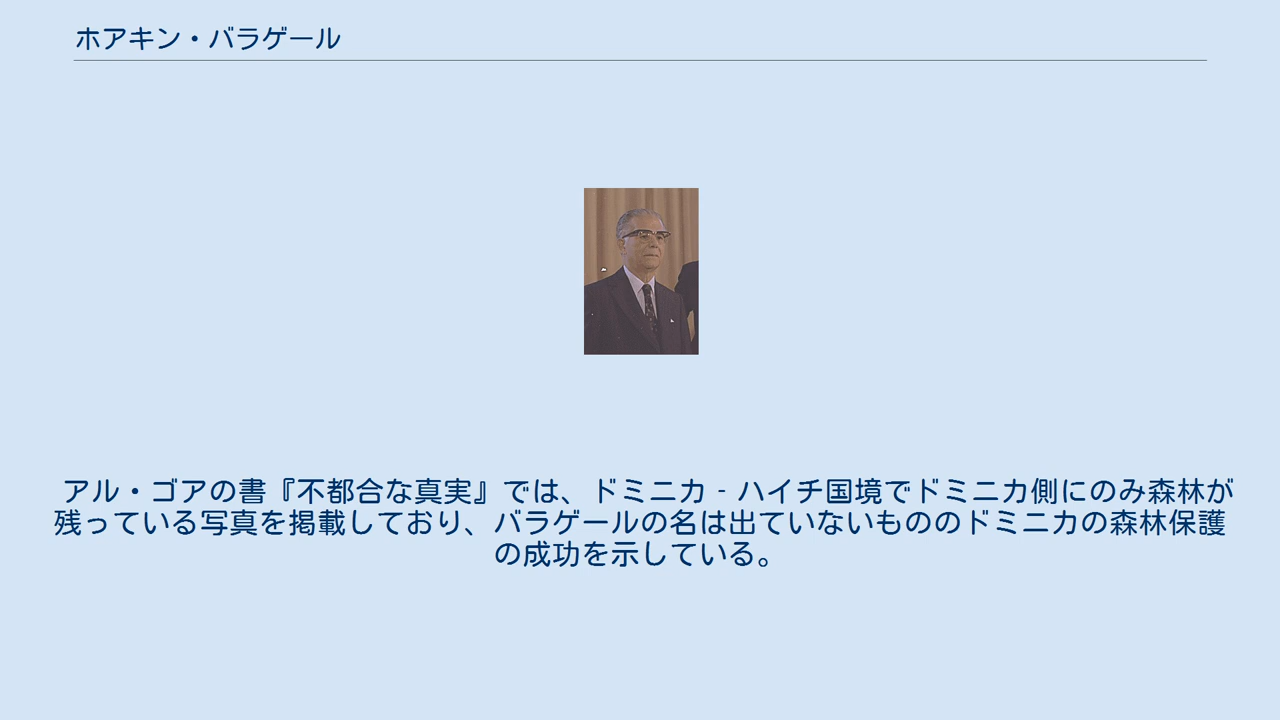 ホアキン・バラゲール
アル・ゴアの書『不都合な真実』では、ドミニカ - ハイチ国境でドミニカ側にのみ森林が
残っている写真を掲載しており、バラゲールの名は出ていないもののドミニカの森林保護
の成功を示している。